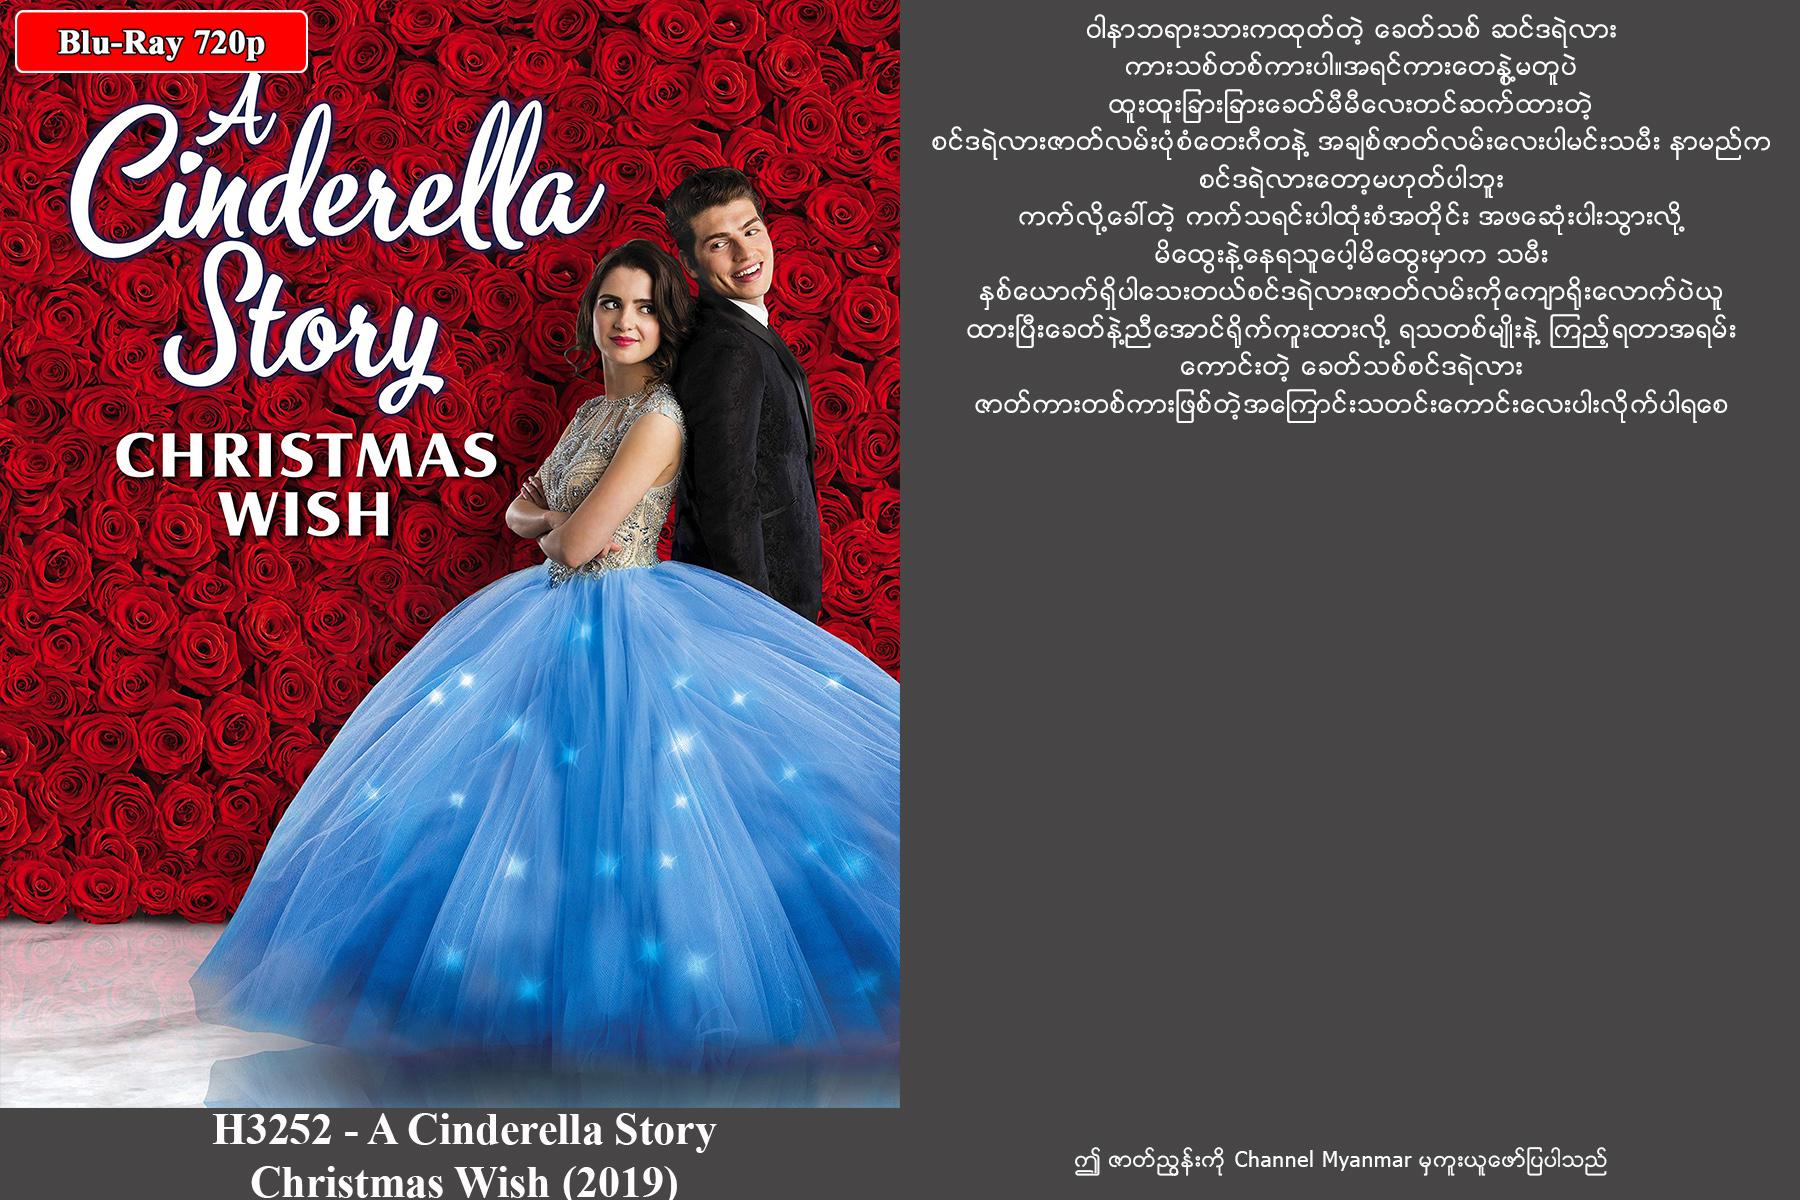 Blu-Ray 720p
A
Cinderella
Story
CHRISTMAS
WISH
H3252 - A Cinderella Story
Christmas Wish (2019)
ဝါနာဘရားသားကထုတ်တဲ့ ခေတ်သစ် ဆင်ဒရဲလား
ကားသစ်တစ်ကားပါ။အရင်ကားတေနွဲ့မတူပဲ
ထူးထူးခြားခြားခေတ်မီမီလေးတင်ဆက်ထားတဲ့
စင်ဒရဲလားဇာတ်လမ်းပုံစံတေးဂီတနဲ့ အချစ်ဇာတ်လမ်းလေးပါမင်းသမီး နာမည်က
စင်ဒရဲလားတော့မဟုတ်ပါဘူး
ကက်လို့ခေါ်တဲ့ ကက်သရင်းပါထုံးစံအတိုင်း အဖဆေုံးပါးသွားလို့
မိထွေးနဲ့နေရသူပေါ့မိထွေးမှာက သမီး
နှစ်ယောက်ရှိပါသေးတယ်စင်ဒရဲလားဇာတ်လမ်းကိုကျောရိုးလောက်ပဲယူ
ထားပြီးခေတ်နဲ့ညီအောင်ရိုက်ကူးထားလို့ ရသတစ်မျိုးနဲ့ ကြည့်ရတာအရမ်း
ကောင်းတဲ့ ခေတ်သစ်စင်ဒရဲလား
ဇာတ်ကားတစ်ကားဖြစ်တဲ့အကြောင်းသတင်းကောင်းလေးပါးလိုက်ပါရစေ
ဤ ဇာတ်ညွှန်းကို Channel Myanmar မှကူးယူဖော်ပြပါသည်